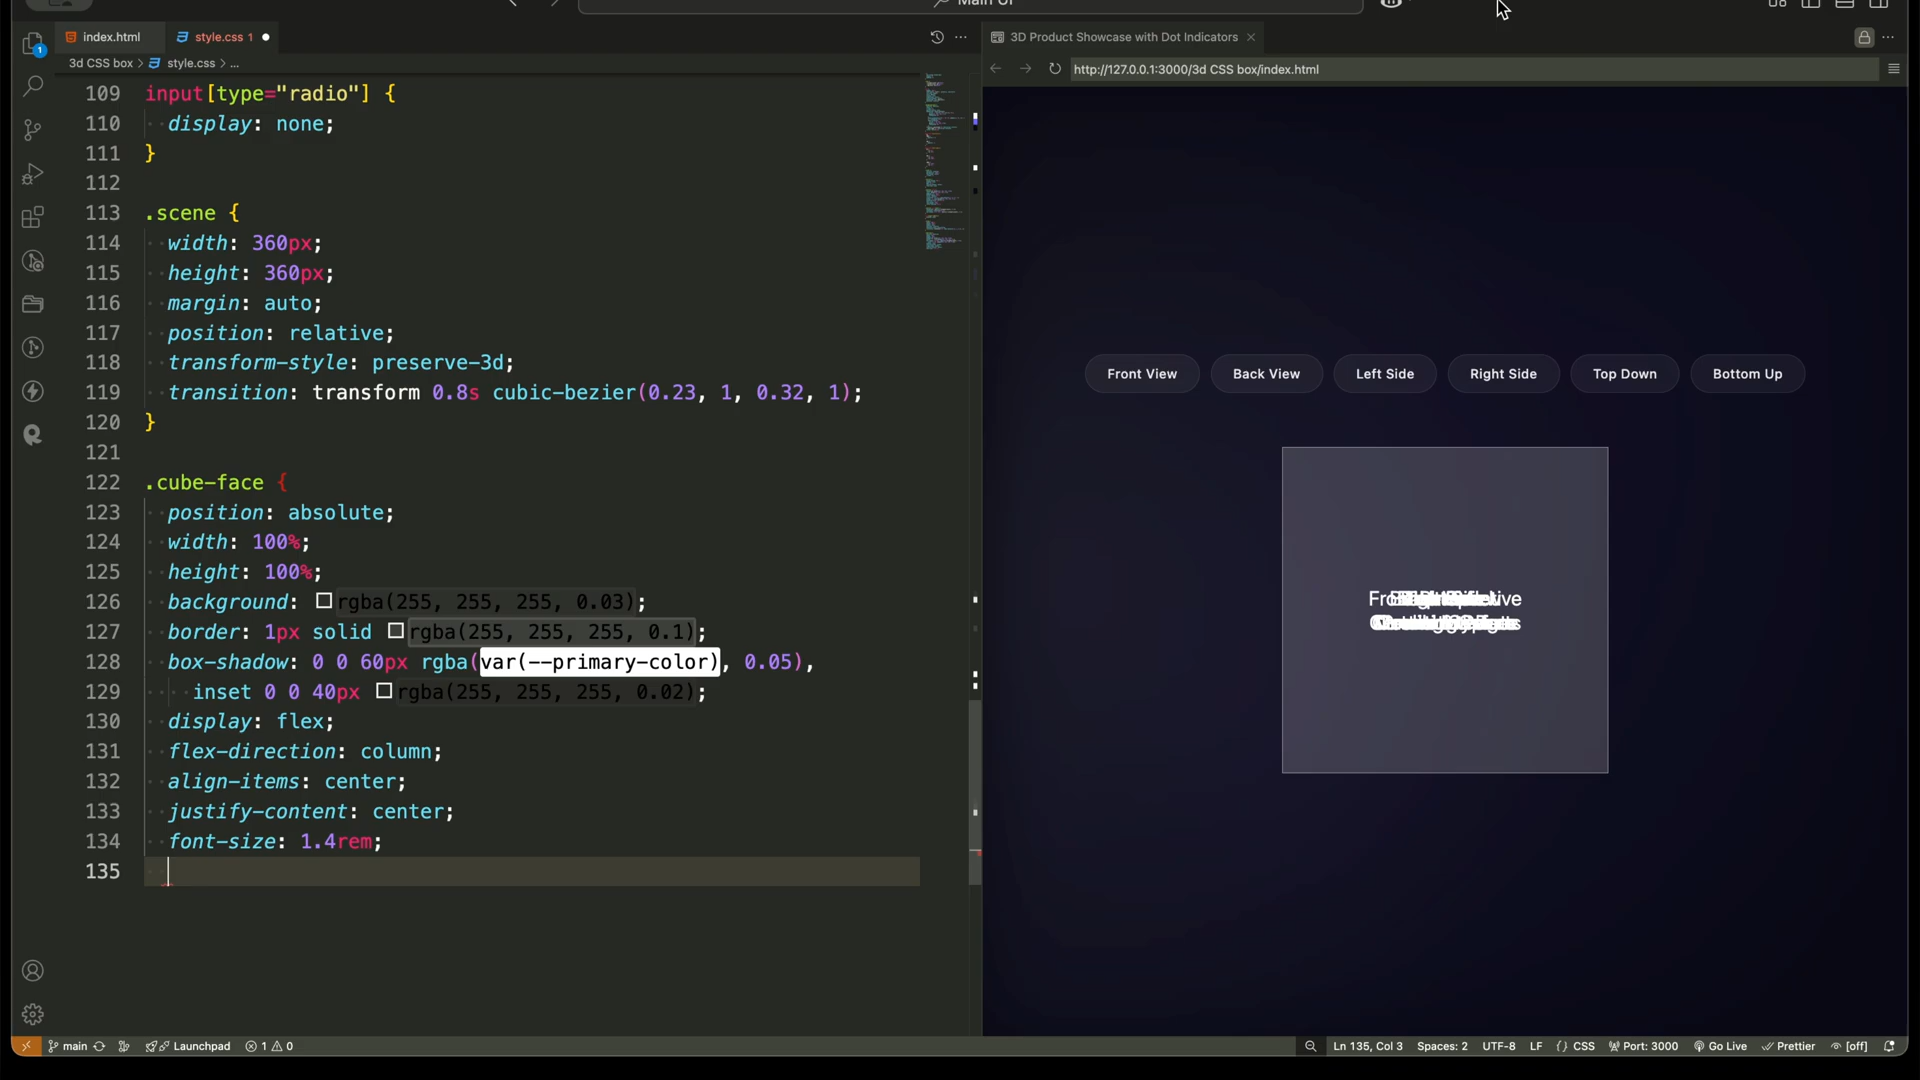 Main UI
index.html
style.css 1
3D Product Showcase with Dot Indicators
3d CSS box > style.css > ...
http://127.0.0.1:3000/3d CSS box/index.html
1
109 input[type="radio"] {
110 display: none;
111 }
112
113 .scene {
114 width: 360px;
115 height: 360px;
116 margin: auto;
117 position: relative;
118 transform-style: preserve-3d;
119 transition: transform 0.8s cubic-bezier(0.23, 1, 0.32, 1);
120 }
121
122 .cube-face {
123 position: absolute;
124 width: 100%;
125 height: 100%;
126 background: rgba(255, 255, 255, 0.03);
127 border: 1px solid rgba(255, 255, 255, 0.1);
128 box-shadow: 0 0 60px rgba(var(--primary-color), 0.05),
129 inset 0 0 40px rgba(255, 255, 255, 0.02);
130 display: flex;
131 flex-direction: column;
132 align-items: center;
133 justify-content: center;
134 font-size: 1.4rem;
135
Front View
Back View
Left Side
Right Side
Top Down
Bottom Up
main
Launchpad
1
0
Ln 135, Col 3
Spaces: 2
UTF-8
LF
{} CSS
Port: 3000
Go Live
Prettier
[off]